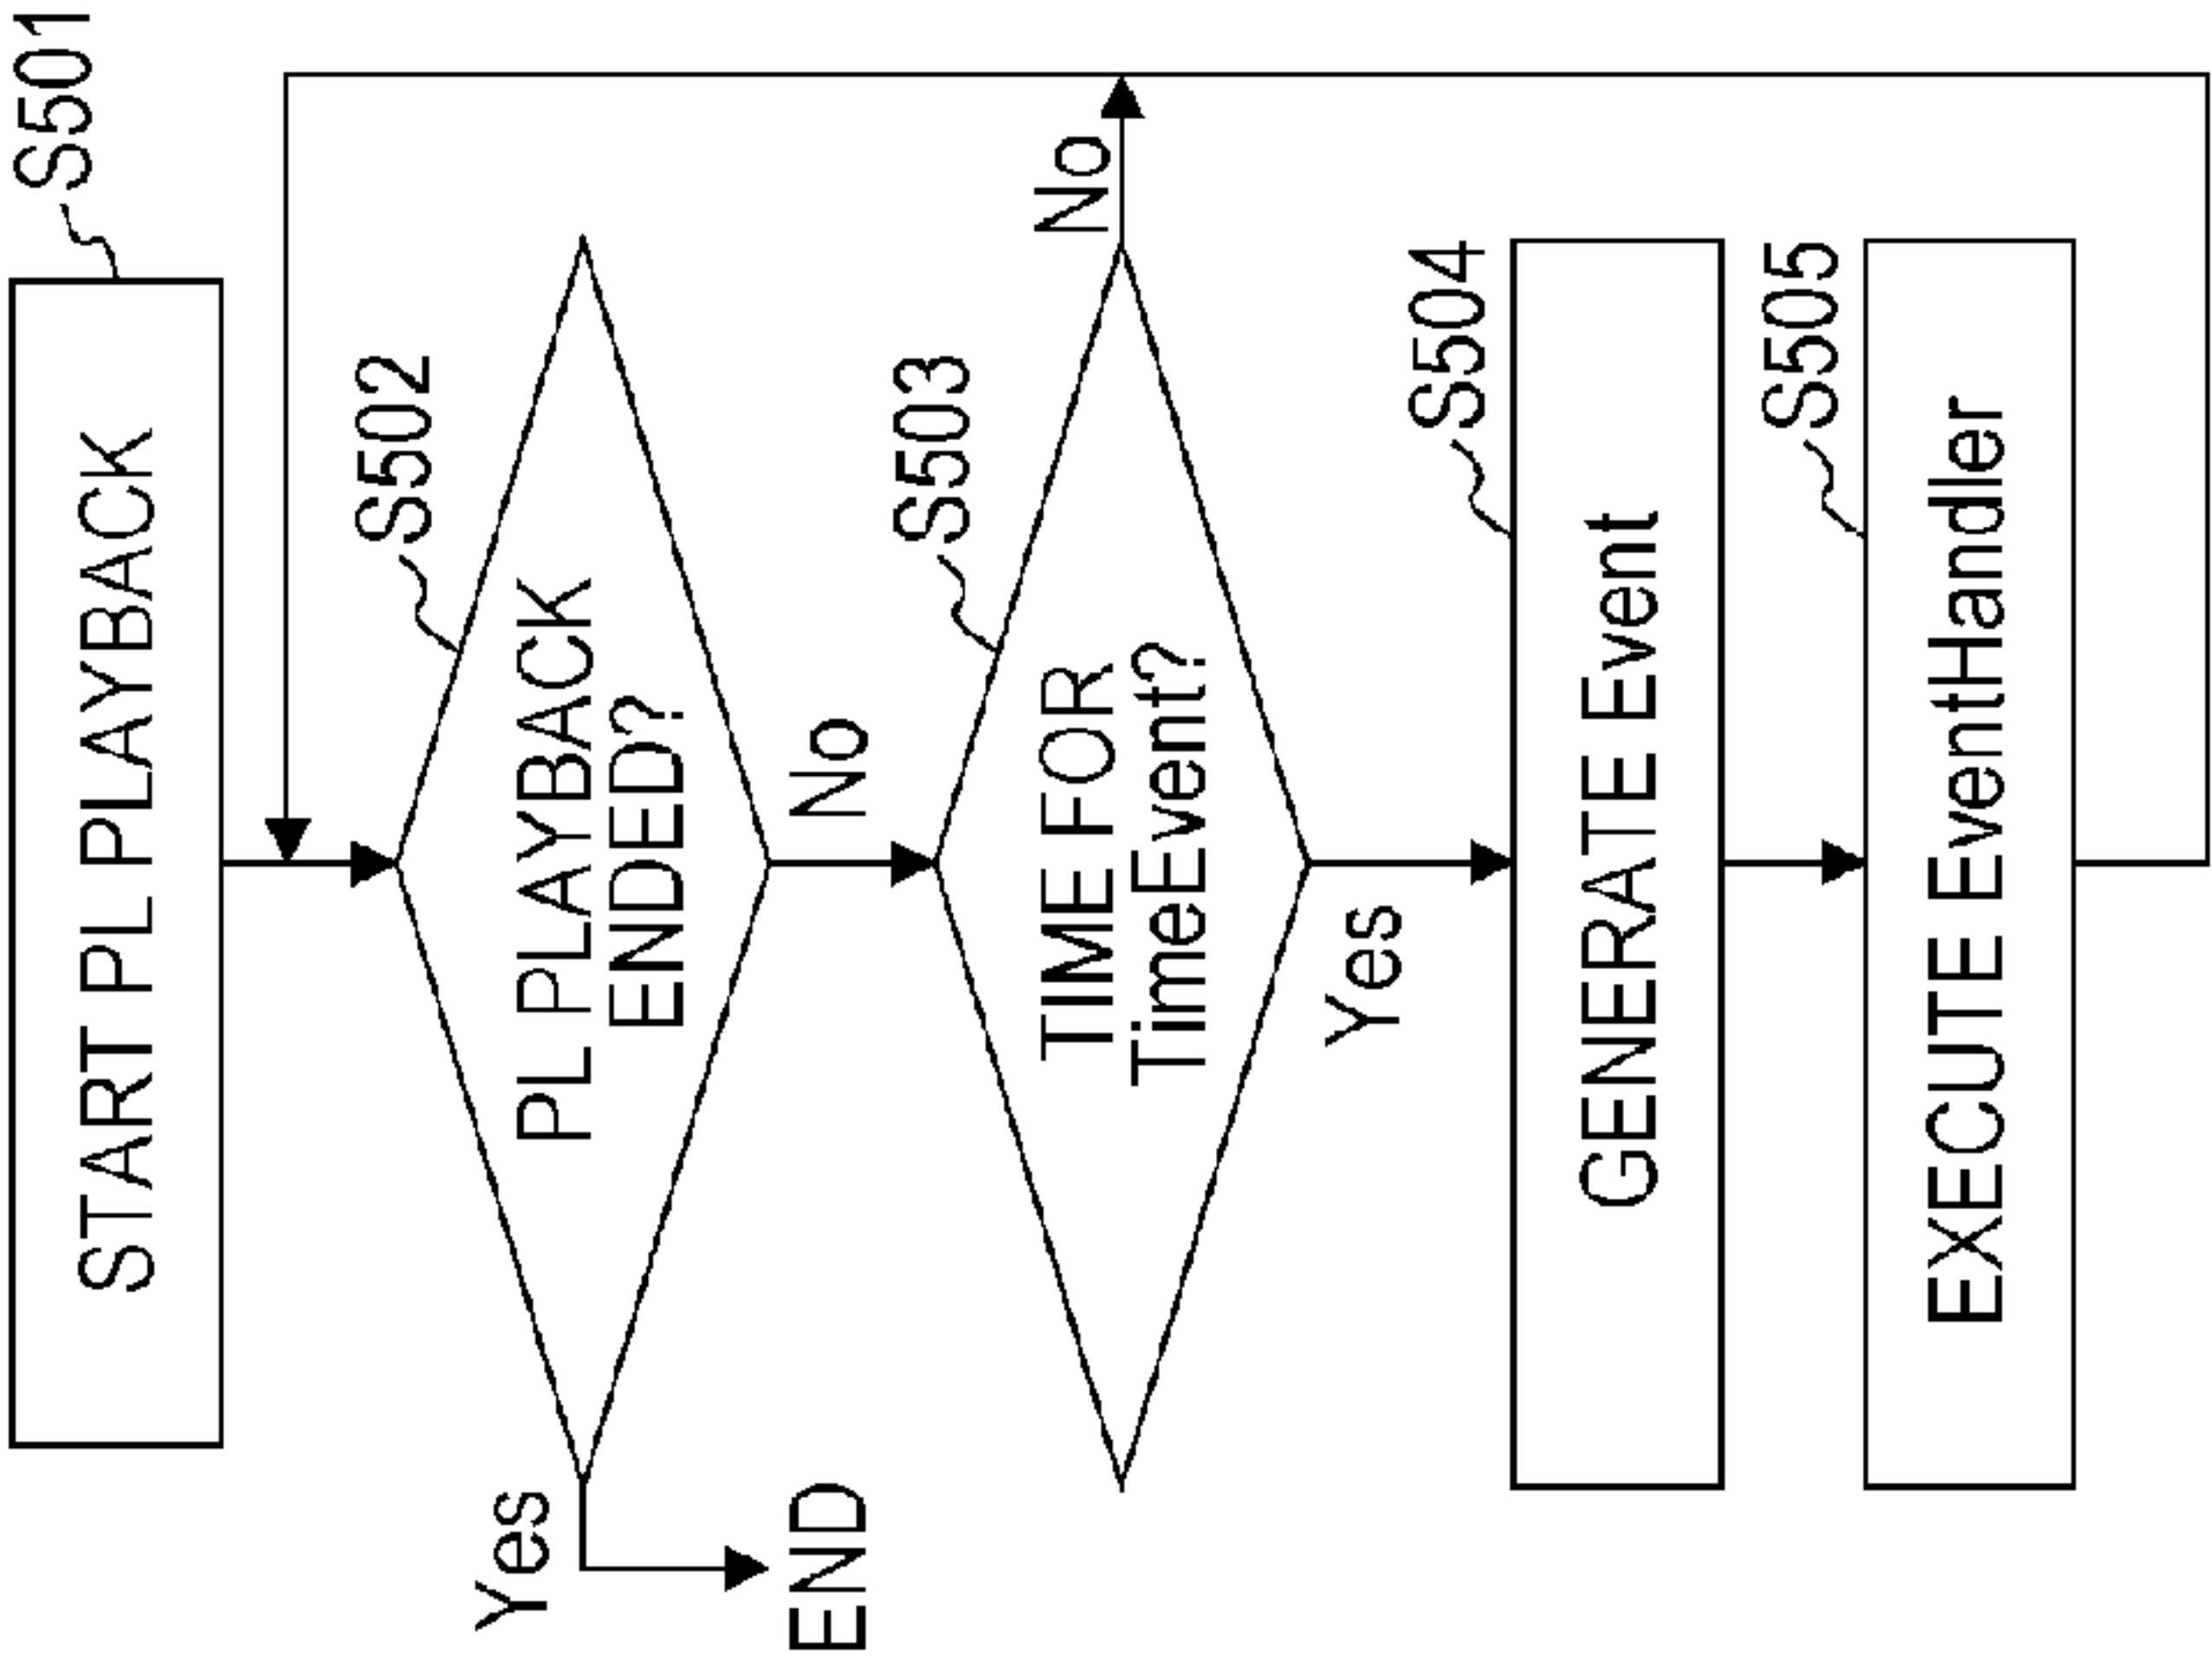 START PL PLAYBACK
S501
PL PLAYBACK
ENDED?
S502
Yes
END
No
TIME FOR
TimeEvent?
S503
No
Yes
GENERATE Event
S504
EXECUTE EventHandler
S505